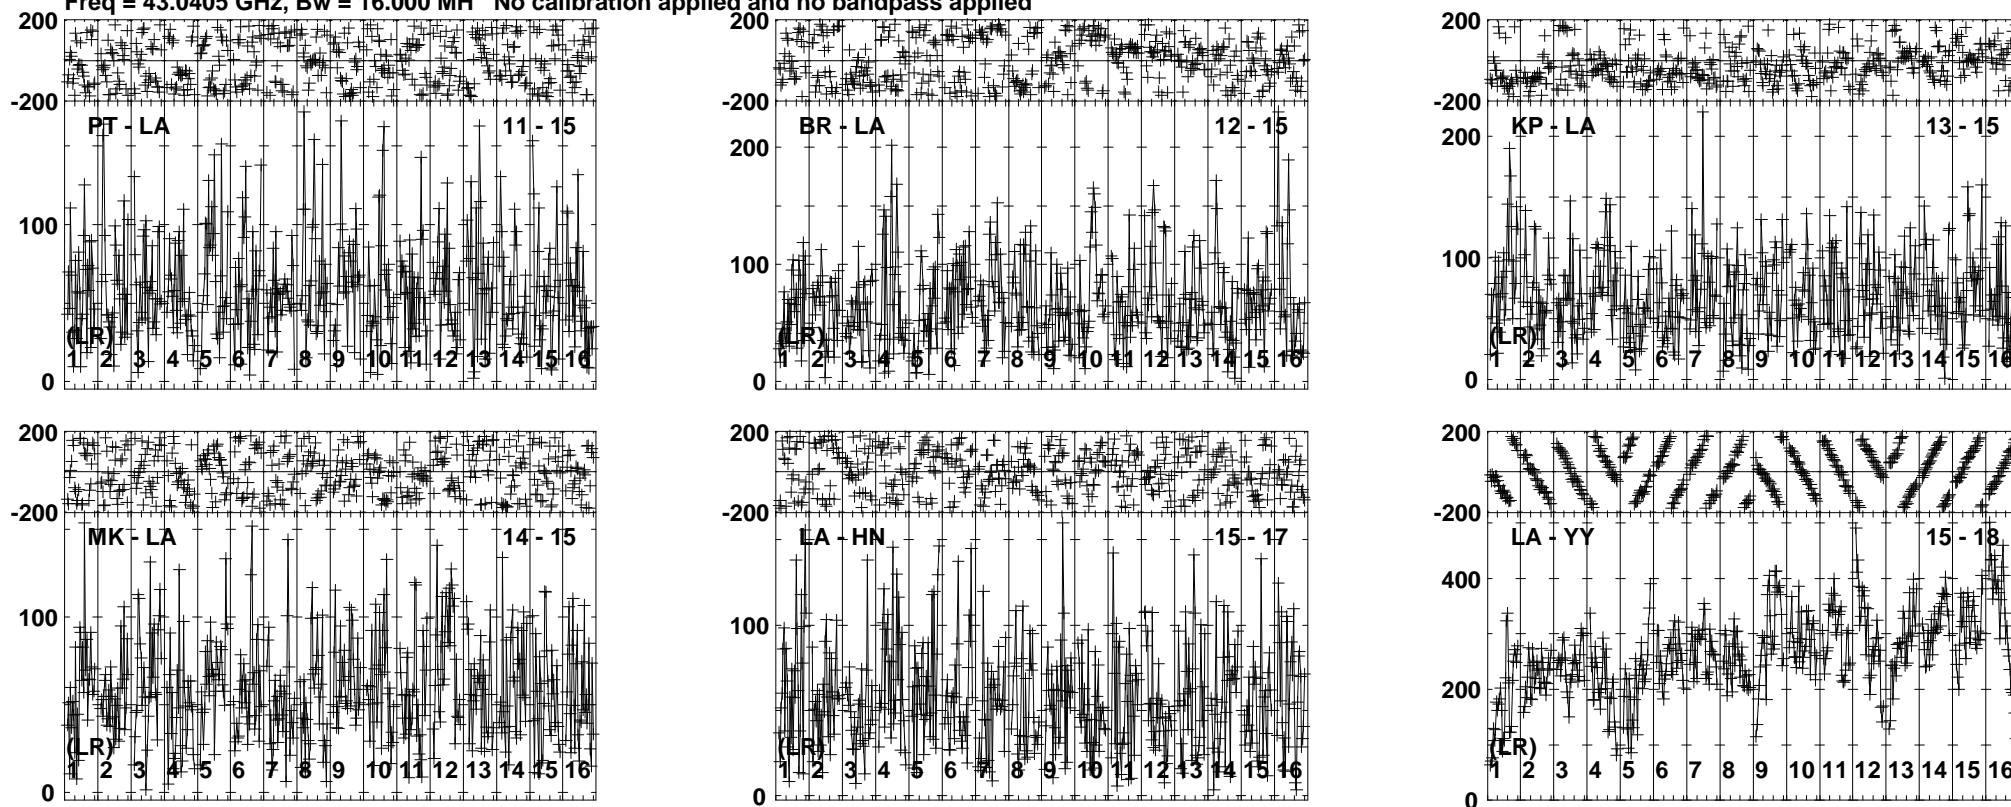 Freq = 43.0405 GHz, Bw = 16.000 MH No calibration applied and no bandpass applied
200
-200
PT - LA 11 - 15
100
(LR)
1 2 3 4 5 6 7 8 9 10 11 12 13 14 15 16
0
200
-200
BR - LA 12 - 15
200
100
(LR)
1 2 3 4 5 6 7 8 9 10 11 12 13 14 15 16
0
200
-200
KP - LA 13 - 15
200
100
(LR)
1 2 3 4 5 6 7 8 9 10 11 12 13 14 15 16
0
200
-200
MK - LA 14 - 15
100
(LR)
1 2 3 4 5 6 7 8 9 10 11 12 13 14 15 16
0
200
-200
LA - HN 15 - 17
100
(LR)
1 2 3 4 5 6 7 8 9 10 11 12 13 14 15 16
0
200
-200
LA - YY 15 - 18
400
200
(LR)
1 2 3 4 5 6 7 8 9 10 11 12 13 14 15 16
0